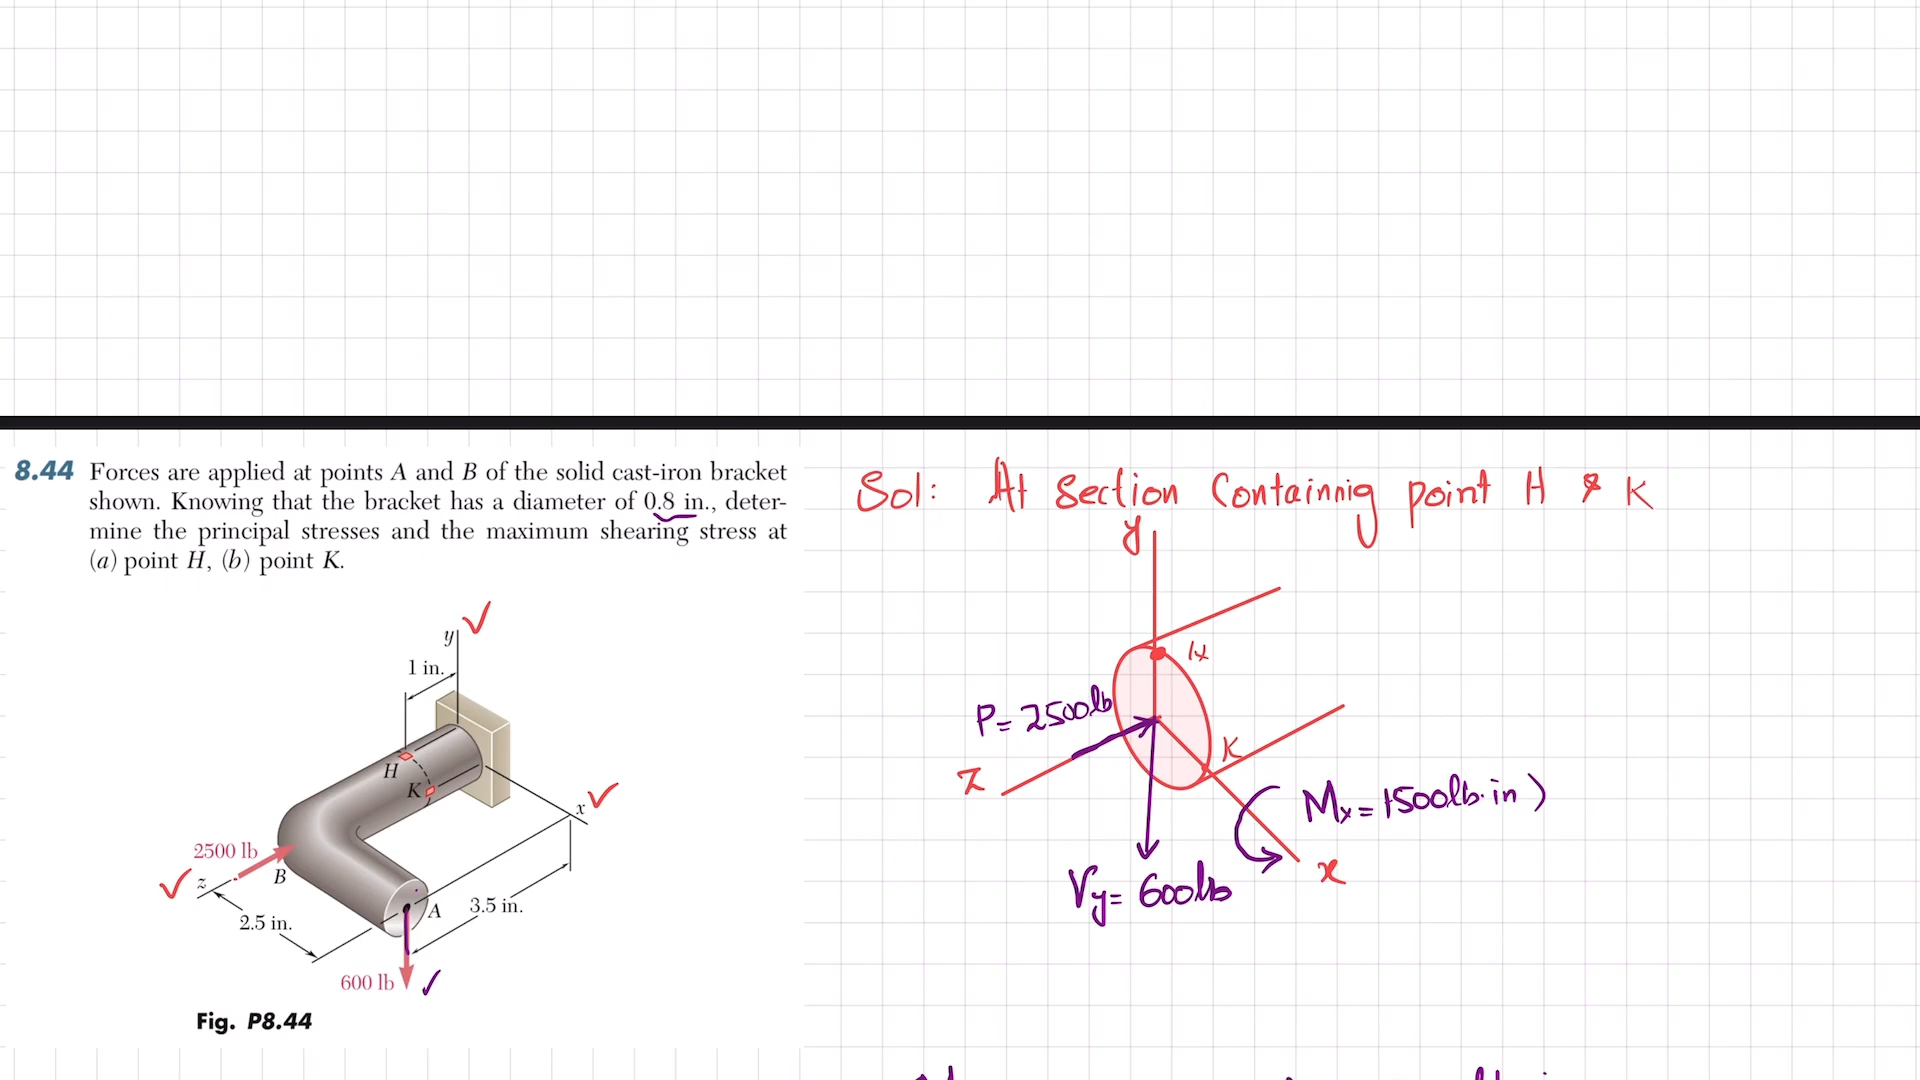 8.44 Forces are applied at points A and B of the solid cast-iron bracket
shown. Knowing that the bracket has a diameter of 0.8 in., deter-
mine the principal stresses and the maximum shearing stress at
(a) point H, (b) point K.
y
1 in.
H
K
x
2500 lb
z
B
2.5 in.
A
3.5 in.
600 lb
Fig. P8.44
Sol: At section Containnig point H & K
y
H
P = 2500lb
K
z
Mx = 1500lb.in)
x
Vy = 600lb